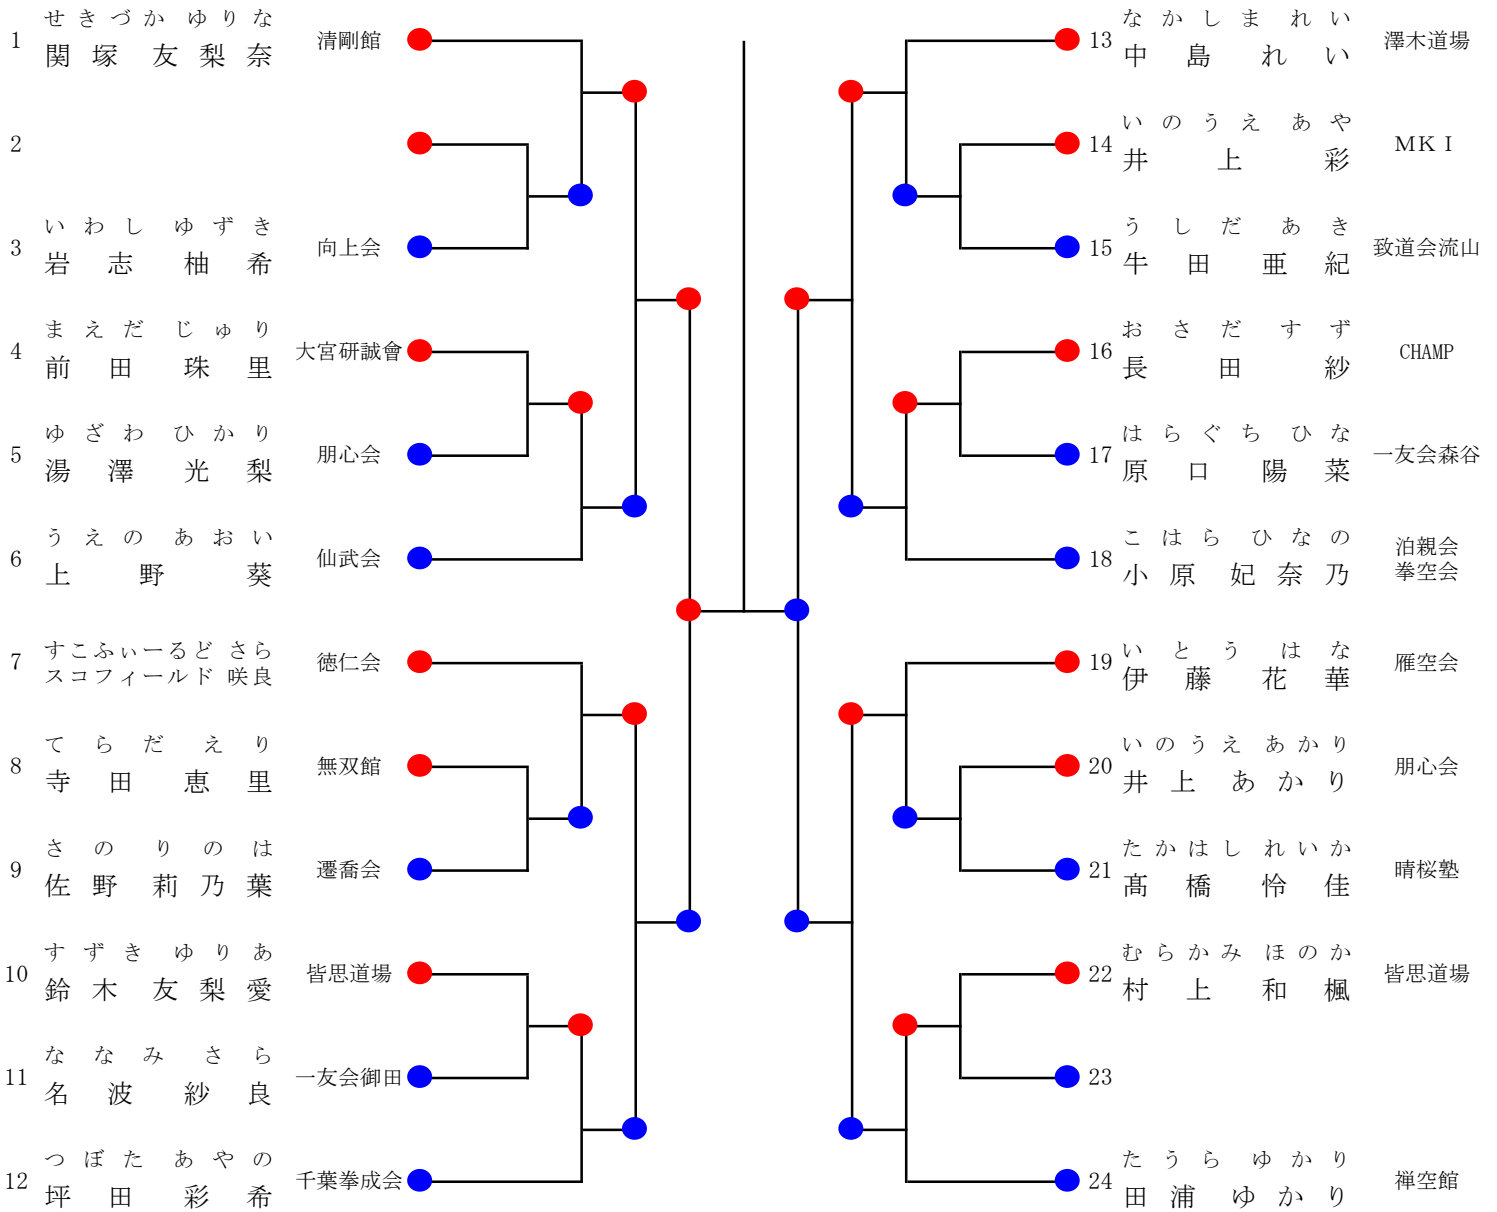 せきづか ゆりな
1 関塚 友梨奈 清剛館
2
いわし ゆずき
3 岩志 柚希 向上会
まえだ じゅり
4 前田 珠里 大宮研誠會
ゆざわ ひかり
5 湯澤 光梨 朋心会
うえの あおい
6 上野 葵 仙武会
すこふぃーるど さら
7 スコフィールド 咲良 徳仁会
てらだ えり
8 寺田 恵里 無双館
さの りのは
9 佐野 莉乃葉 遷喬会
すずき ゆりあ
10 鈴木 友梨愛 皆思道場
ななみ さら
11 名波 紗良 一友会御田
つぼた あやの
12 坪田 彩希 千葉拳成会
なかしま れい
13 中島 れい 澤木道場
いのうえ あや
14 井上 彩 ＭＫＩ
うしだ あき
15 牛田 亜紀 致道会流山
おさだ すず
16 長田 紗 CHAMP
はらぐち ひな
17 原口 陽菜 一友会森谷
こはら ひなの
18 小原 妃奈乃 泊親会
拳空会
いとう はな
19 伊藤 花華 雁空会
いのうえ あかり
20 井上 あかり 朋心会
たかはし れいか
21 髙橋 怜佳 晴桜塾
むらかみ ほのか
22 村上 和楓 皆思道場
23
たうら ゆかり
24 田浦 ゆかり 禅空館